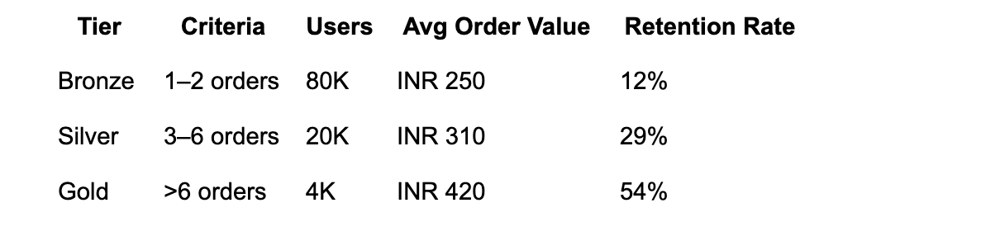 Tier Criteria Users Avg Order Value Retention Rate
Bronze 1–2 orders 80K INR 250 12%
Silver 3–6 orders 20K INR 310 29%
Gold >6 orders 4K INR 420 54%